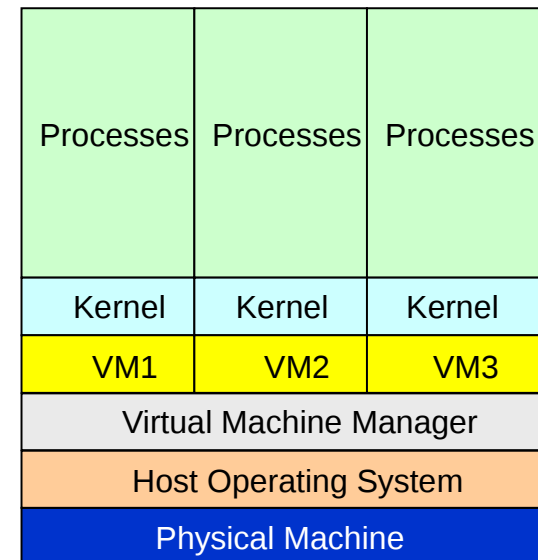 Processes Processes Processes
Kernel Kernel Kernel
VM1 VM2 VM3
Virtual Machine Manager
Host Operating System
Physical Machine